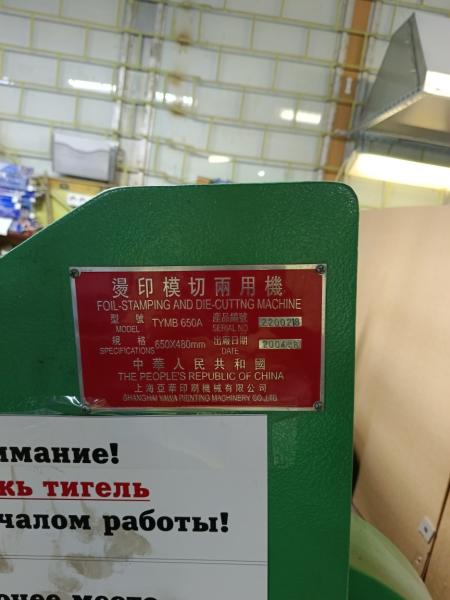 燙印模切兩用機
FOIL-STAMPING AND DIE-CUTTNG MACHINE
型號 MODEL TYMB 650A 產品編號 SERIAL NO
規格 SPECIFICATIONS 650X480mm 出廠日期 DATE
中華人民共和國
THE PEOPLE'S REPUBLIC OF CHINA
上海亞華印刷機械有限公司
SHANGHAI YAWA PRINTING MACHINERY CO.,LTD
имание!
кь тигель
чалом работы!
место